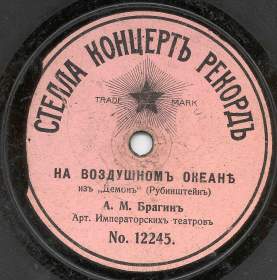 СТЕЛЛА КОНЦЕРТЪ РЕКОРДЪ
TRADE MARK
НА ВОЗДУШНОМЪ ОКЕАНѢ
изъ „Демонъ" (Рубинштейнъ)
А. М. Брагинъ
Арт. Императорскихъ театровъ
No. 12245.